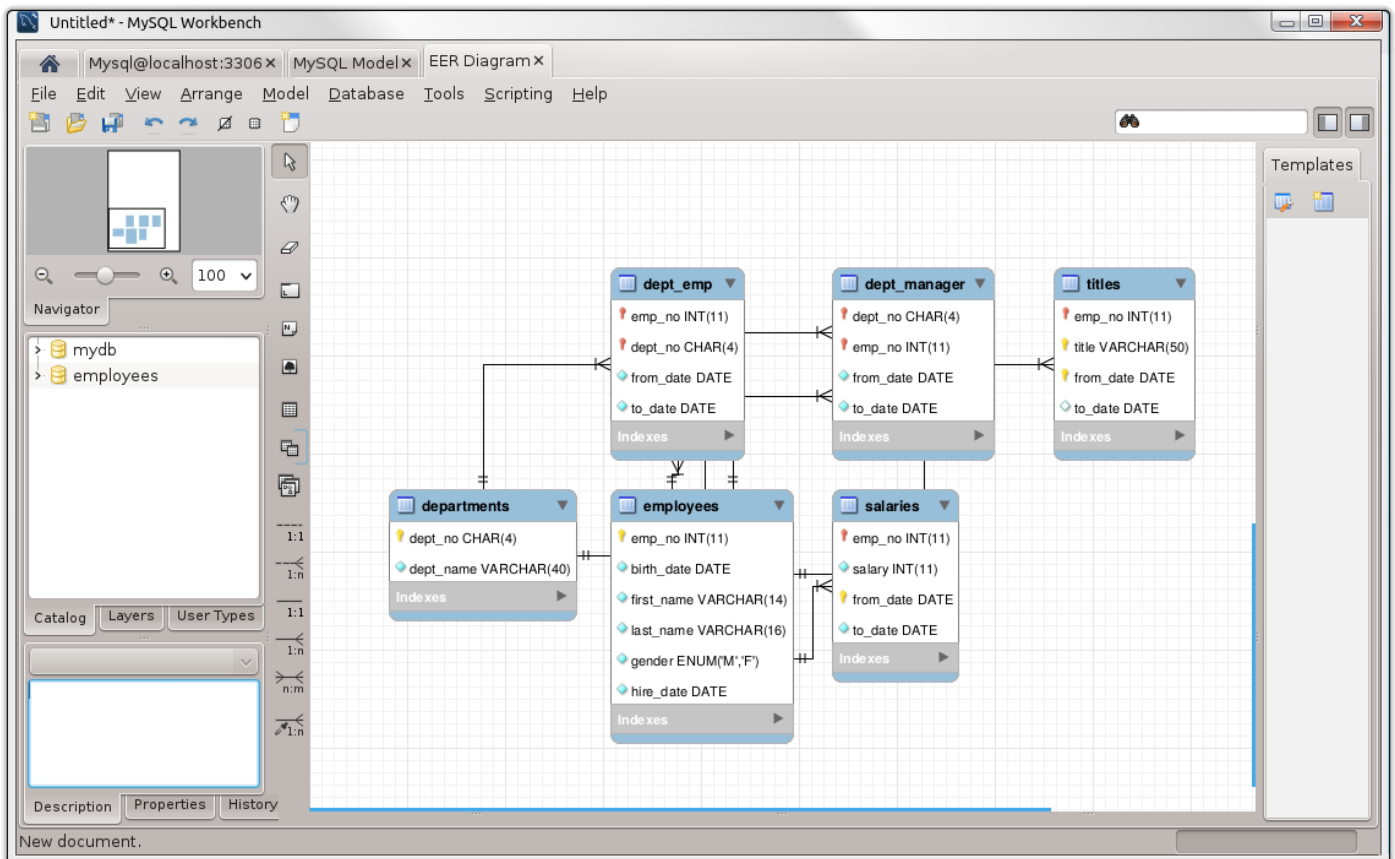 Untitled* - MySQL Workbench
Mysql@localhost:3306 MySQL Model EER Diagram
File Edit View Arrange Model Database Tools Scripting Help
Templates
100
Navigator
mydb
employees
Catalog Layers User Types
Description Properties History
New document.
1:1
1:n
1:1
1:n
n:m
1:n
dept_emp
emp_no INT(11)
dept_no CHAR(4)
from_date DATE
to_date DATE
Indexes
dept_manager
dept_no CHAR(4)
emp_no INT(11)
from_date DATE
to_date DATE
Indexes
titles
emp_no INT(11)
title VARCHAR(50)
from_date DATE
to_date DATE
Indexes
departments
dept_no CHAR(4)
dept_name VARCHAR(40)
Indexes
employees
emp_no INT(11)
birth_date DATE
first_name VARCHAR(14)
last_name VARCHAR(16)
gender ENUM('M','F')
hire_date DATE
Indexes
salaries
emp_no INT(11)
salary INT(11)
from_date DATE
to_date DATE
Indexes